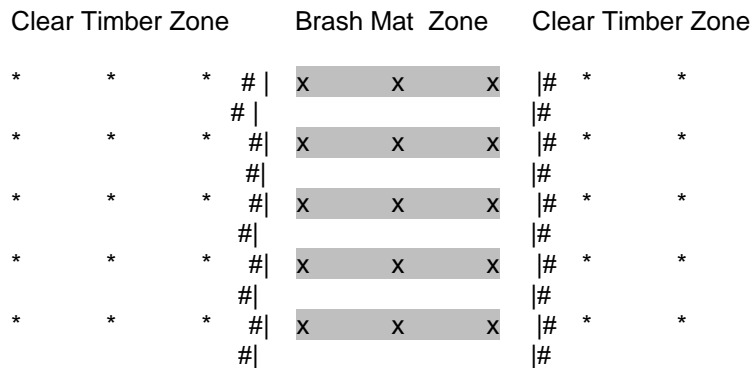 Clear Timber Zone Brash Mat Zone Clear Timber Zone
* * * # | x x x |# * *
# | |#
* * * #| x x x |# * *
#| |#
* * * #| x x x |# * *
#| |#
* * * #| x x x |# * *
#| |#
* * * #| x x x |# * *
#| |#